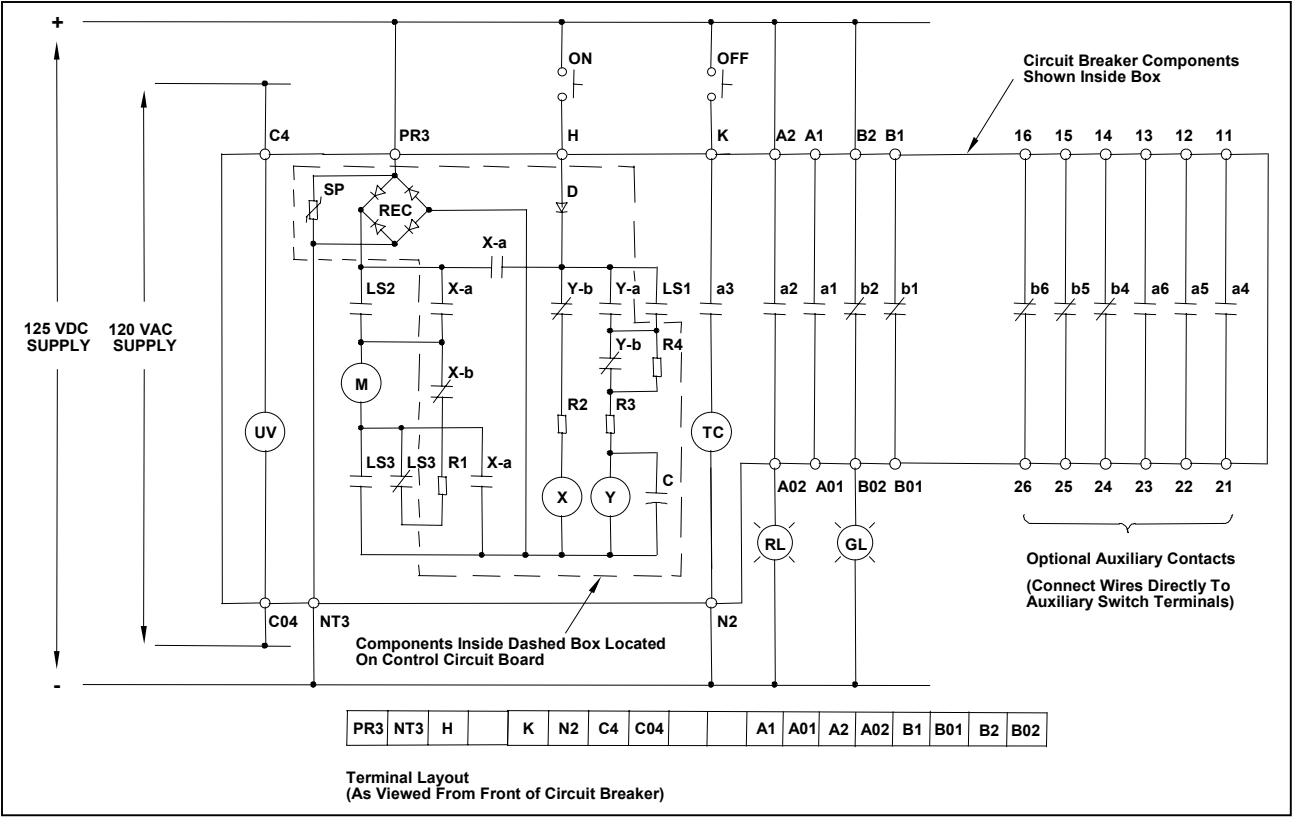 +
ON
OFF
Circuit Breaker Components
Shown Inside Box
C4
PR3
H
K
A2
A1
B2
B1
16
15
14
13
12
11
SP
REC
D
X-a
LS2
X-a
Y-b
Y-a
LS1
a3
a2
a1
b2
b1
b6
b5
b4
a6
a5
a4
125 VDC
SUPPLY
120 VAC
SUPPLY
Y-b
R4
M
X-b
R2
R3
UV
TC
LS3
LS3
R1
X-a
C
X
Y
A02
A01
B02
B01
26
25
24
23
22
21
RL
GL
Optional Auxiliary Contacts
(Connect Wires Directly To
Auxiliary Switch Terminals)
C04
NT3
N2
Components Inside Dashed Box Located
On Control Circuit Board
-
PR3 NT3 H K N2 C4 C04 A1 A01 A2 A02 B1 B01 B2 B02
Terminal Layout
(As Viewed From Front of Circuit Breaker)